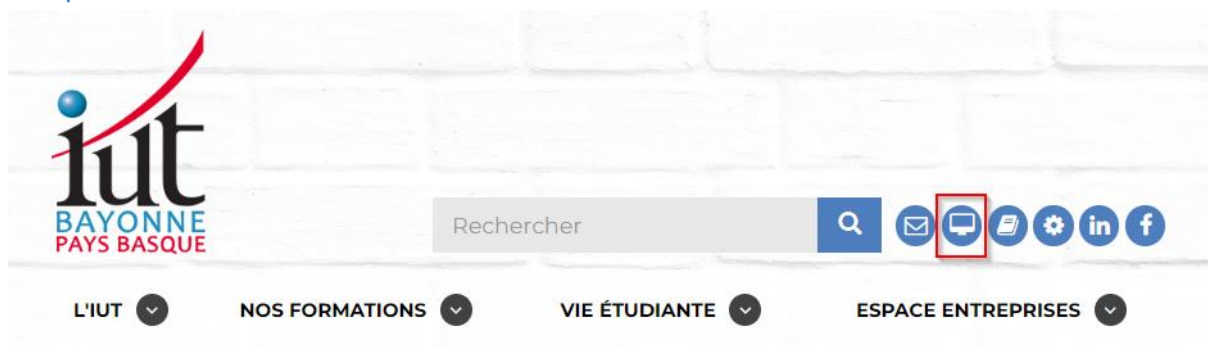 iut
BAYONNE
PAYS BASQUE
Rechercher
in f
L'IUT NOS FORMATIONS VIE ÉTUDIANTE ESPACE ENTREPRISES